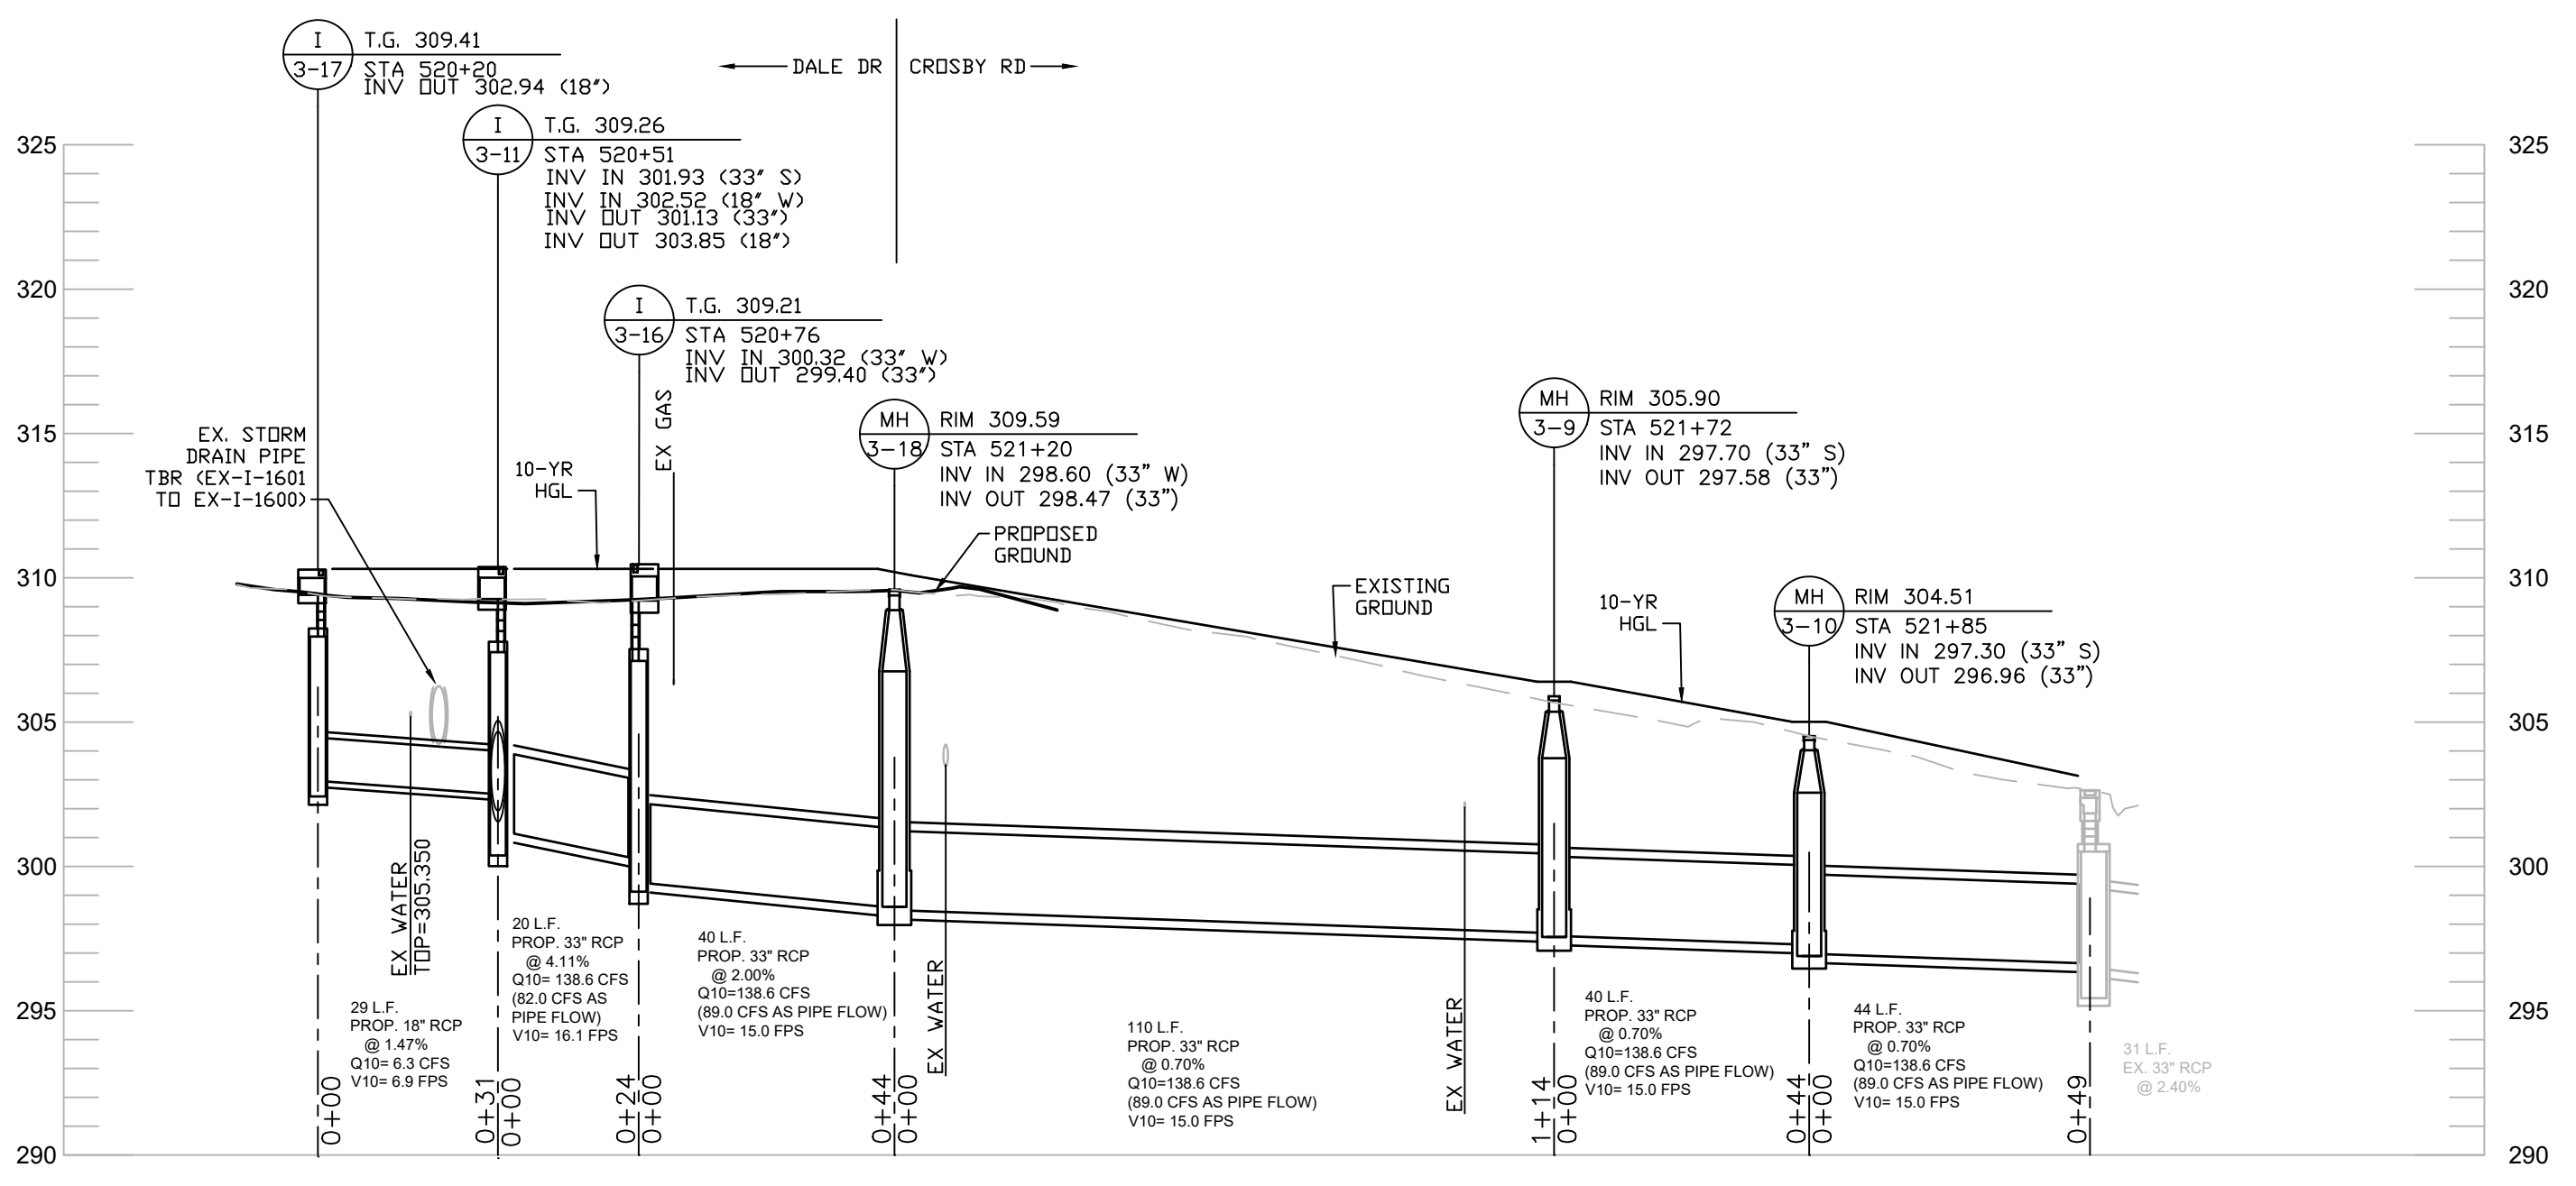 I
3-17
T.G. 309.41
STA 520+20
INV OUT 302.94 (18")
DALE DR
CROSBY RD
I
3-11
T.G. 309.26
STA 520+51
INV IN 301.93 (33" S)
INV IN 302.52 (18" W)
INV OUT 301.13 (33")
INV OUT 303.85 (18")
325
325
320
320
I
3-16
T.G. 309.21
STA 520+76
INV IN 300.32 (33" W)
INV OUT 299.40 (33")
EX GAS
MH
3-18
RIM 309.59
STA 521+20
INV IN 298.60 (33" W)
INV OUT 298.47 (33")
MH
3-9
RIM 305.90
STA 521+72
INV IN 297.70 (33" S)
INV OUT 297.58 (33")
315
315
EX. STORM
DRAIN PIPE
TBR (EX-I-1601
TO EX-I-1600)
10-YR
HGL
PROPOSED
GROUND
EXISTING
GROUND
10-YR
HGL
MH
3-10
RIM 304.51
STA 521+85
INV IN 297.30 (33" S)
INV OUT 296.96 (33")
310
310
305
305
300
300
EX WATER
TOP=305.350
29 L.F.
PROP. 18" RCP
@ 1.47%
Q10= 6.3 CFS
V10= 6.9 FPS
20 L.F.
PROP. 33" RCP
@ 4.11%
Q10= 138.6 CFS
(82.0 CFS AS
PIPE FLOW)
V10= 16.1 FPS
40 L.F.
PROP. 33" RCP
@ 2.00%
Q10=138.6 CFS
(89.0 CFS AS PIPE FLOW)
V10= 15.0 FPS
EX WATER
110 L.F.
PROP. 33" RCP
@ 0.70%
Q10=138.6 CFS
(89.0 CFS AS PIPE FLOW)
V10= 15.0 FPS
EX WATER
40 L.F.
PROP. 33" RCP
@ 0.70%
Q10=138.6 CFS
(89.0 CFS AS PIPE FLOW)
V10= 15.0 FPS
44 L.F.
PROP. 33" RCP
@ 0.70%
Q10=138.6 CFS
(89.0 CFS AS PIPE FLOW)
V10= 15.0 FPS
31 L.F.
EX. 33" RCP
@ 2.40%
295
295
0+00
0+31
0+00
0+24
0+00
0+44
0+00
1+14
0+00
0+44
0+00
0+49
290
290